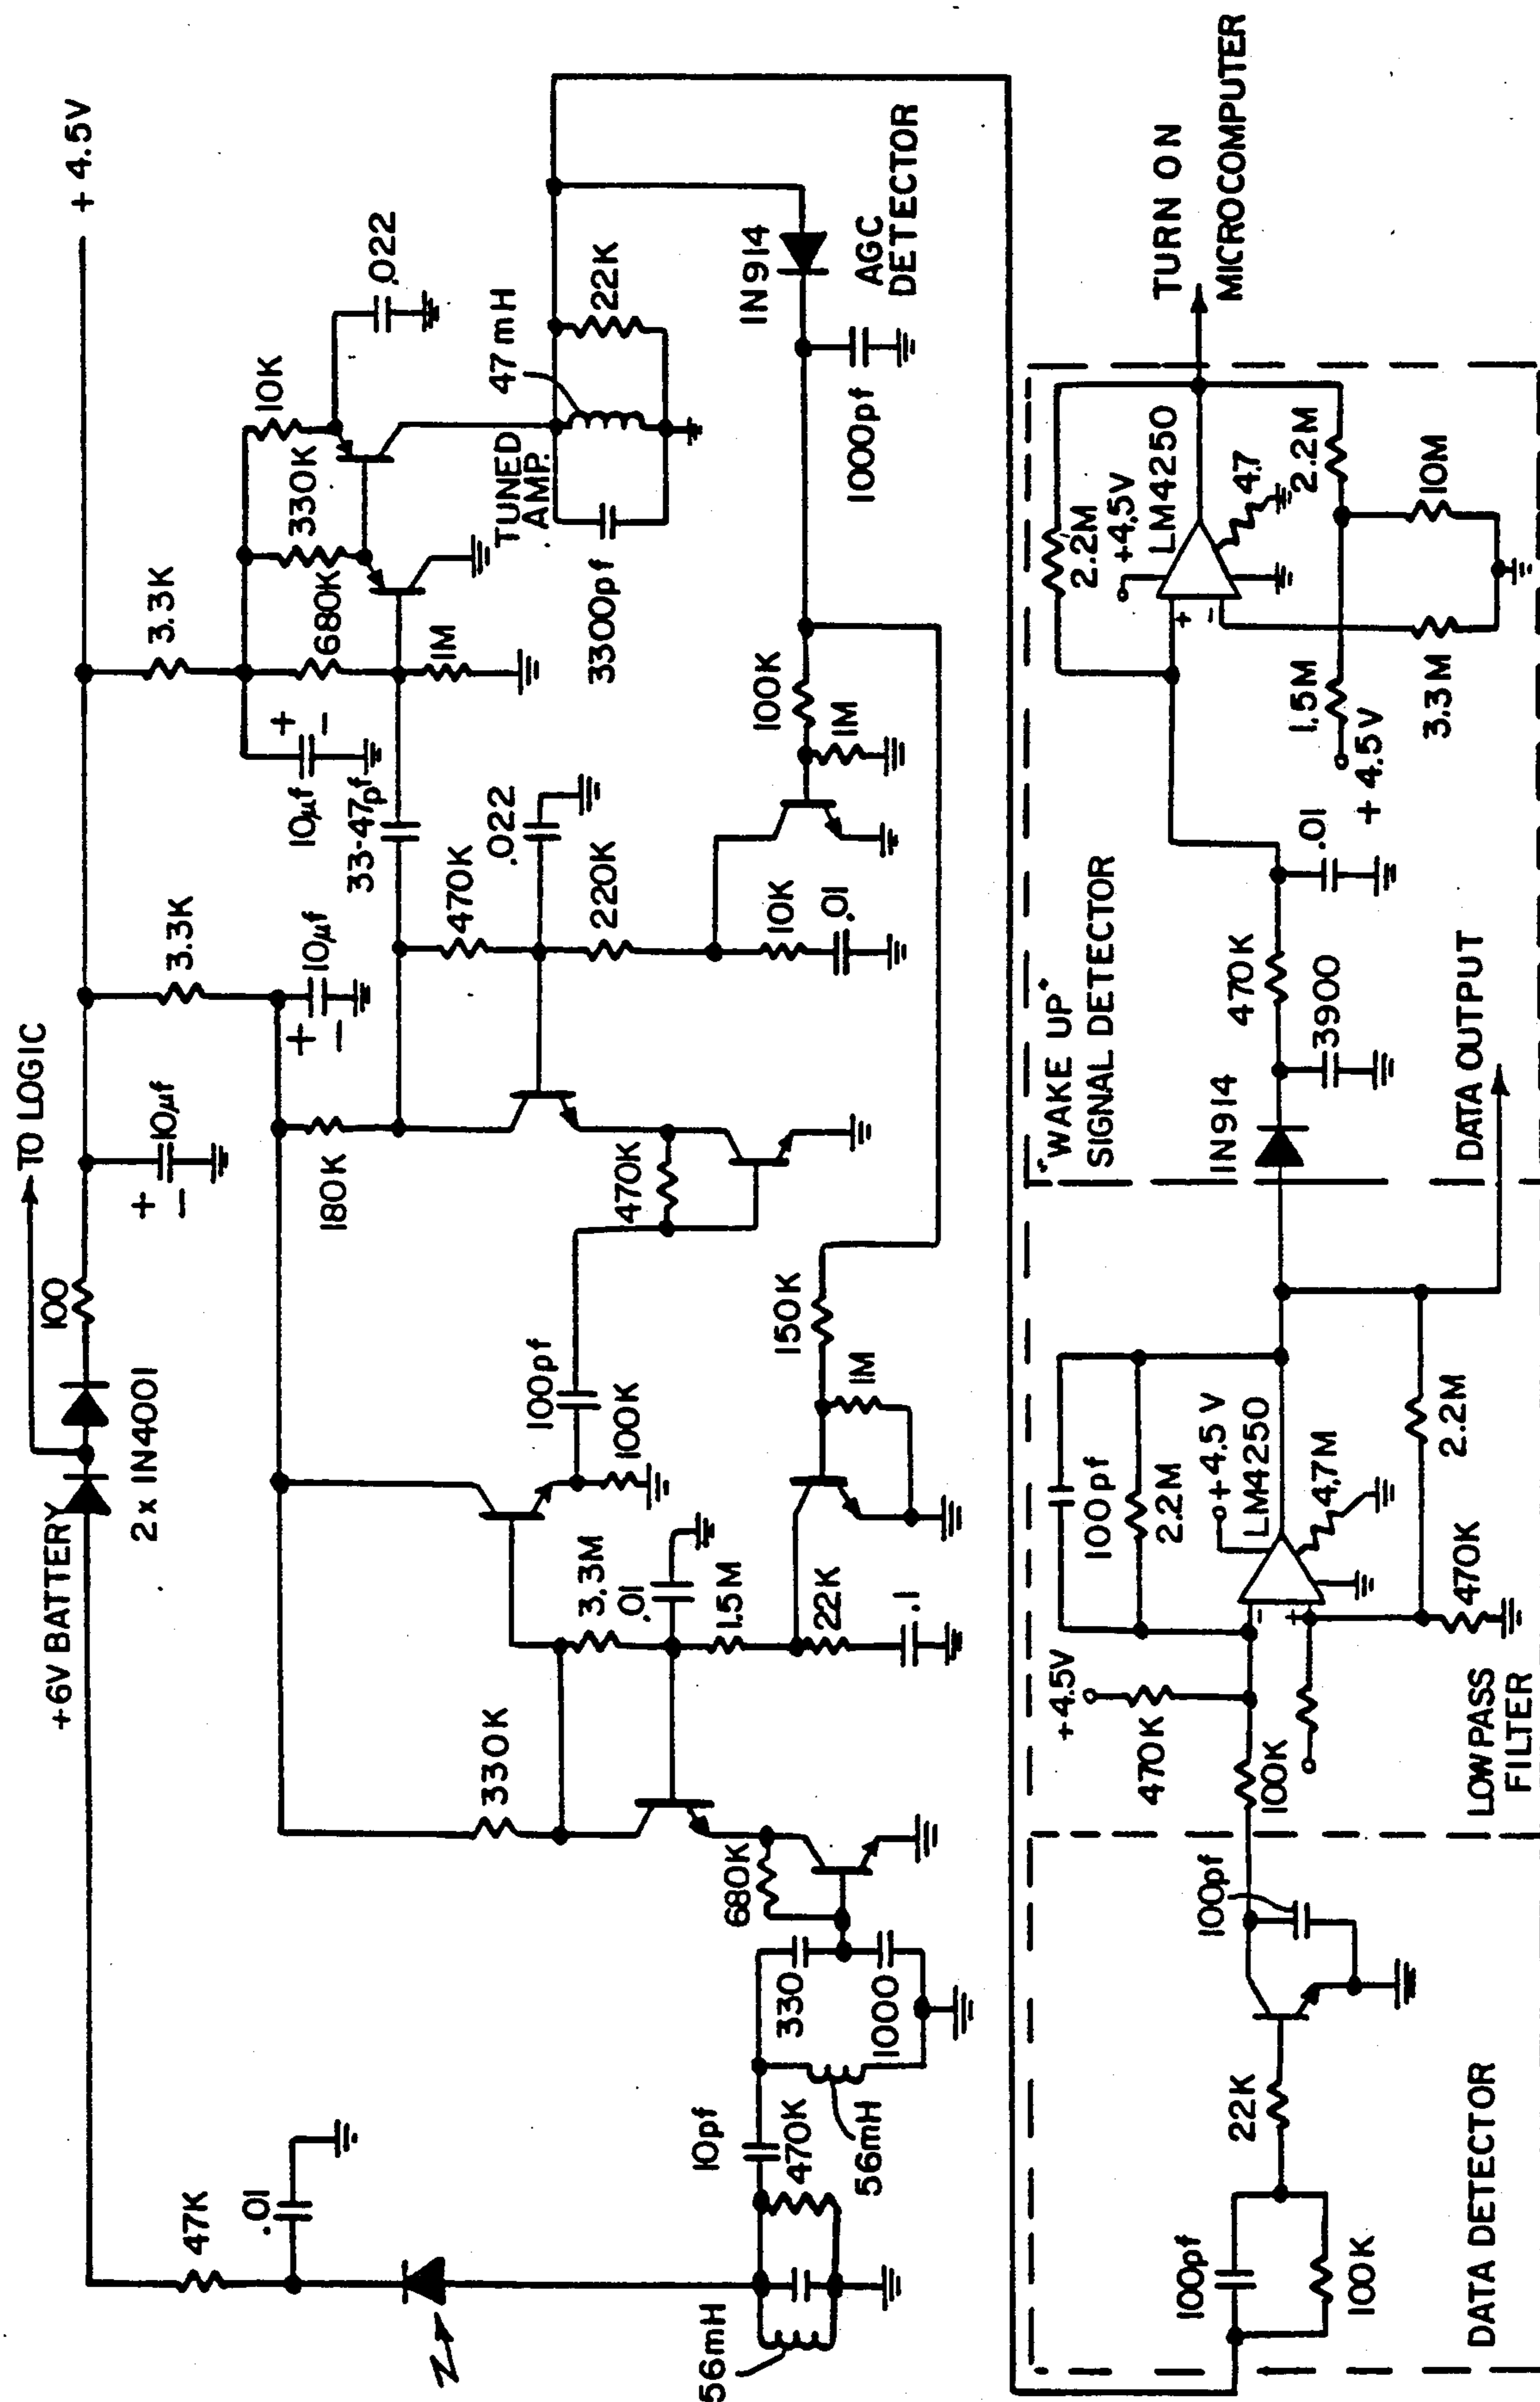 TO LOGIC
+6V BATTERY
2 x IN4001
100
+ 4.5V
+
10µf
−
3.3K
+
10µf
−
3.3K
10K
.022
330K
680K
1M
10µf
+
−
33-47pf
47K
.01
330K
180K
470K
.022
220K
10K
.01
47 mH
22K
TUNED
AMP.
3300pf
IN914
AGC
DETECTOR
1000pf
100K
1M
470K
100pf
100K
3.3M
.01
1.5M
22K
.1
150K
1M
680K
330
1000
10pf
470K
56mH
56mH
"WAKE UP"
SIGNAL DETECTOR
IN914
3900
470K
.01
+
−
2.2M
+4.5V
LM4250
47
2.2M
10M
1.5M
+ 4.5V
3.3M
TURN ON
MICROCOMPUTER
DATA OUTPUT
100pf
2.2M
+4.5 V
LM4250
4.7M
−
+
2.2M
470K
+4.5V
470K
100K
LOW PASS
FILTER
100pf
22K
100pf
100K
DATA DETECTOR